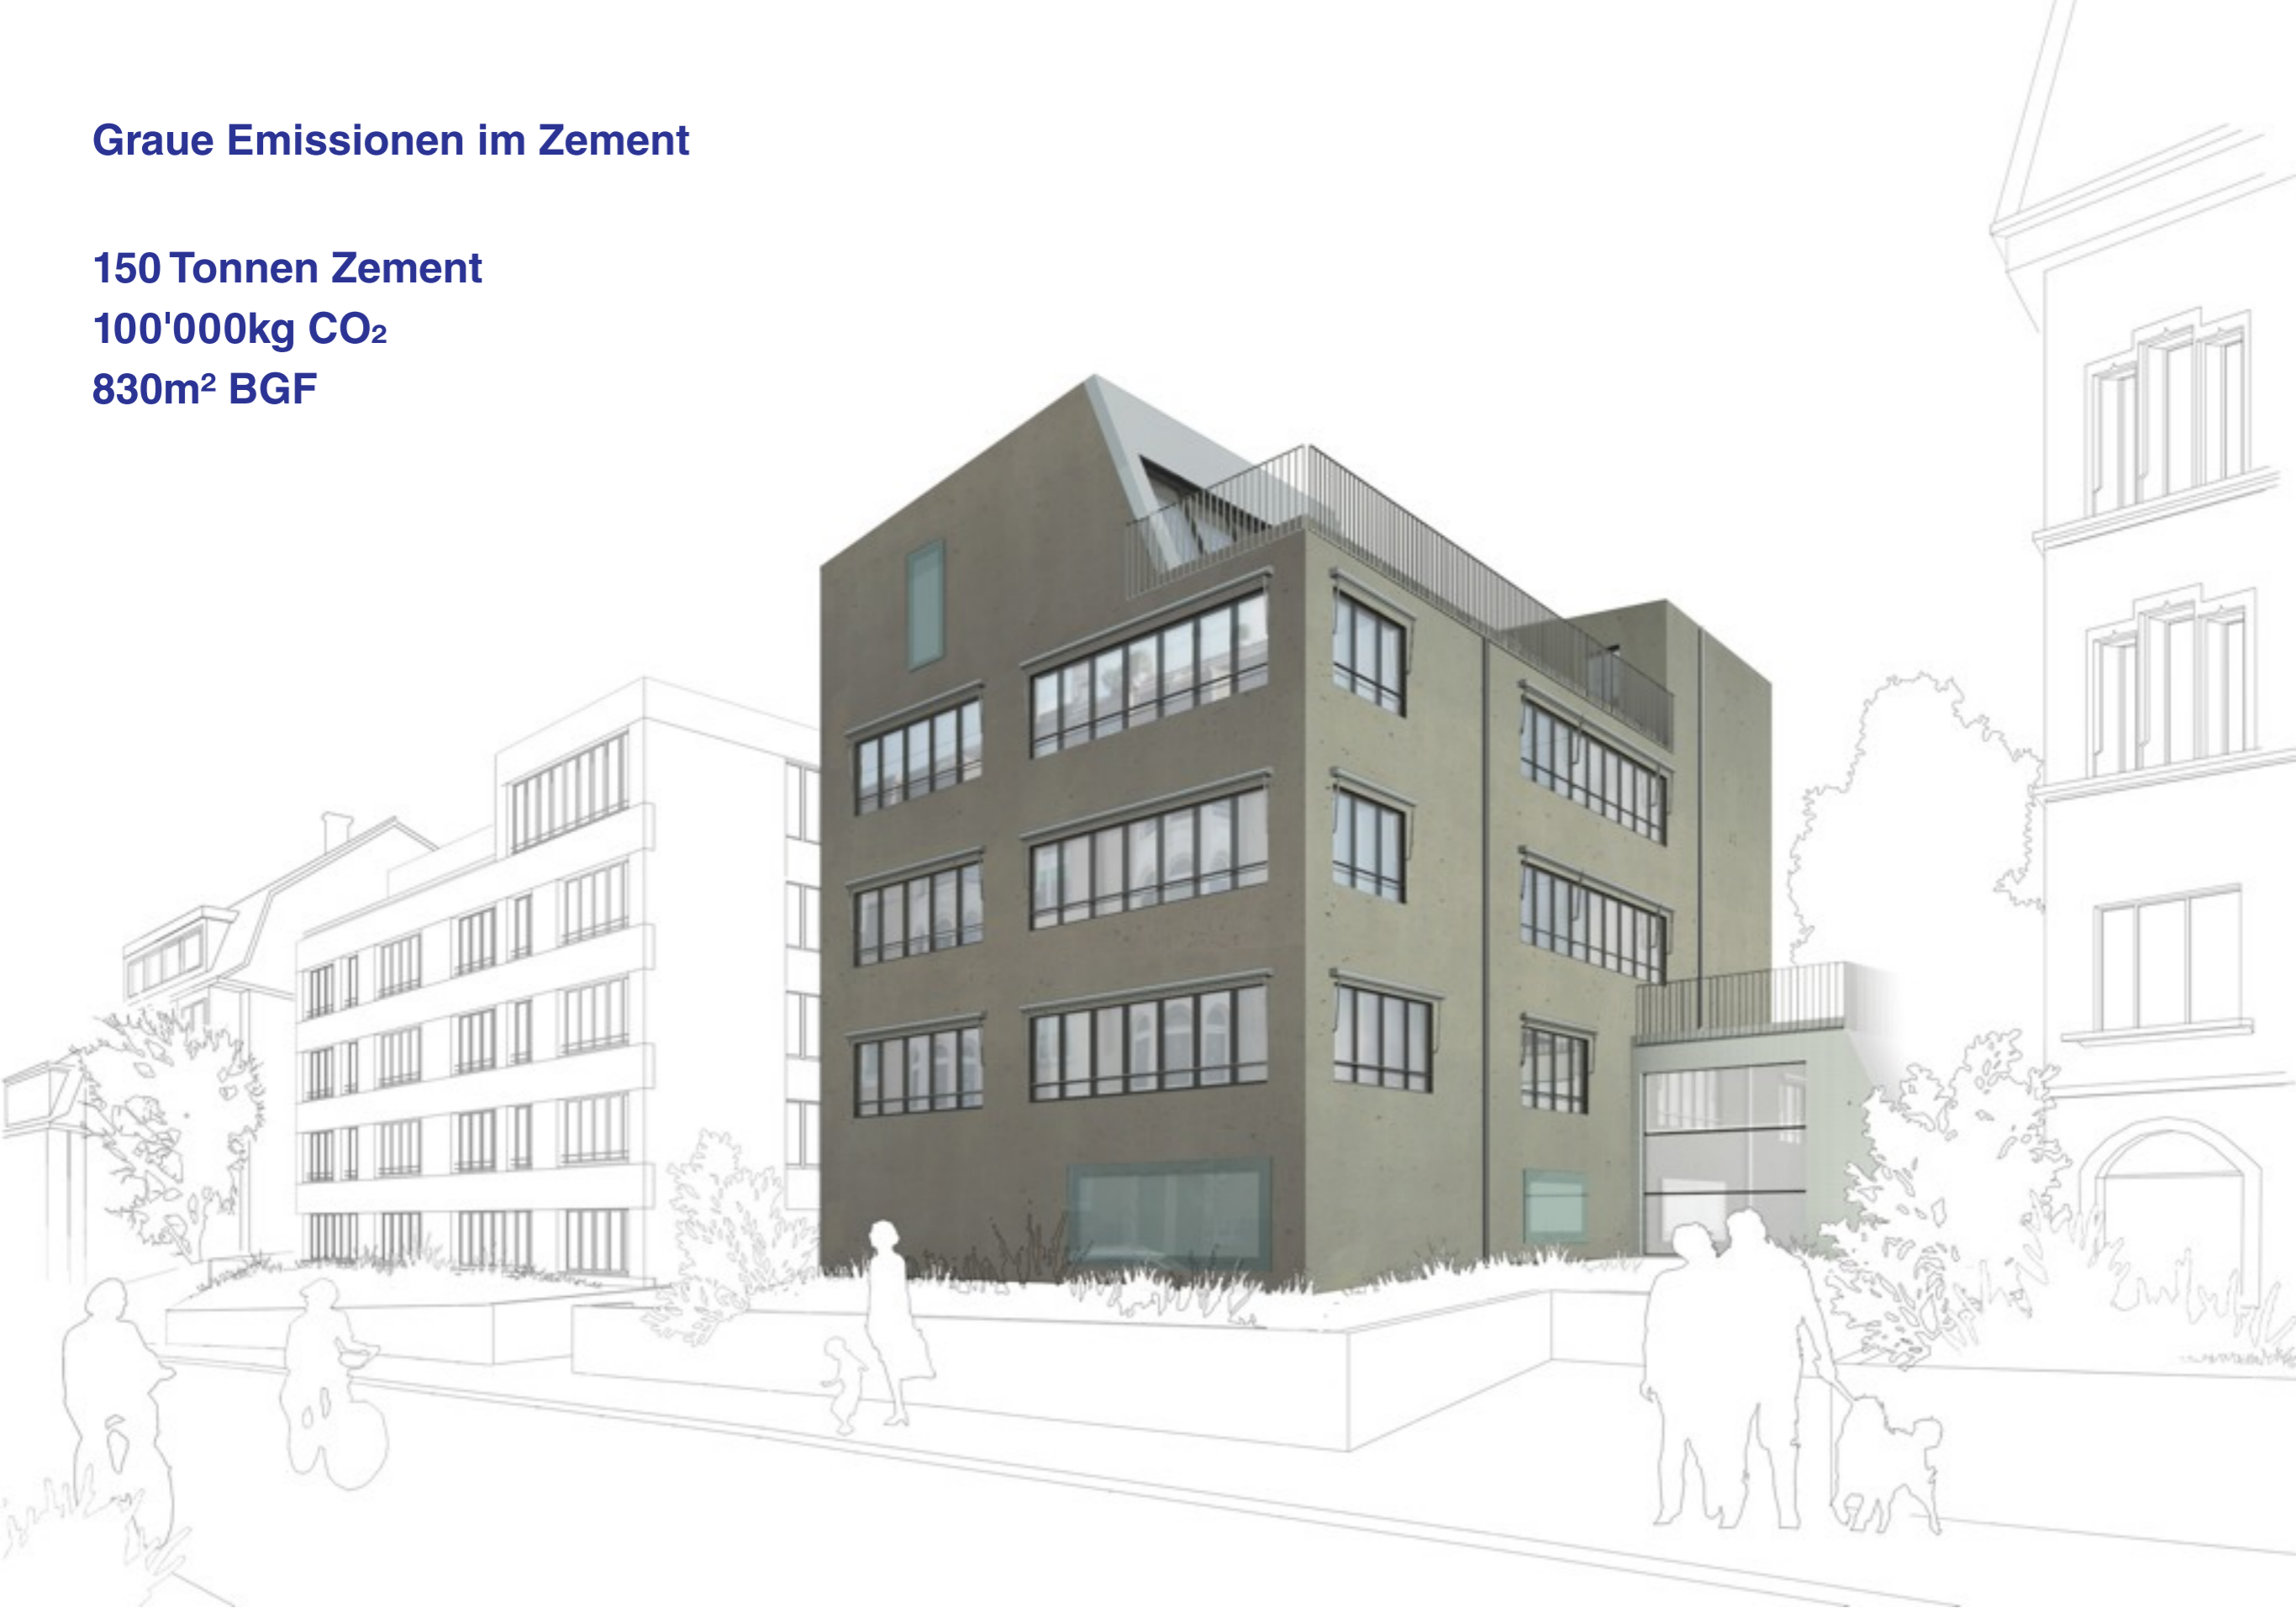 Graue Emissionen im Zement
150 Tonnen Zement
100'000kg CO₂
830m² BGF